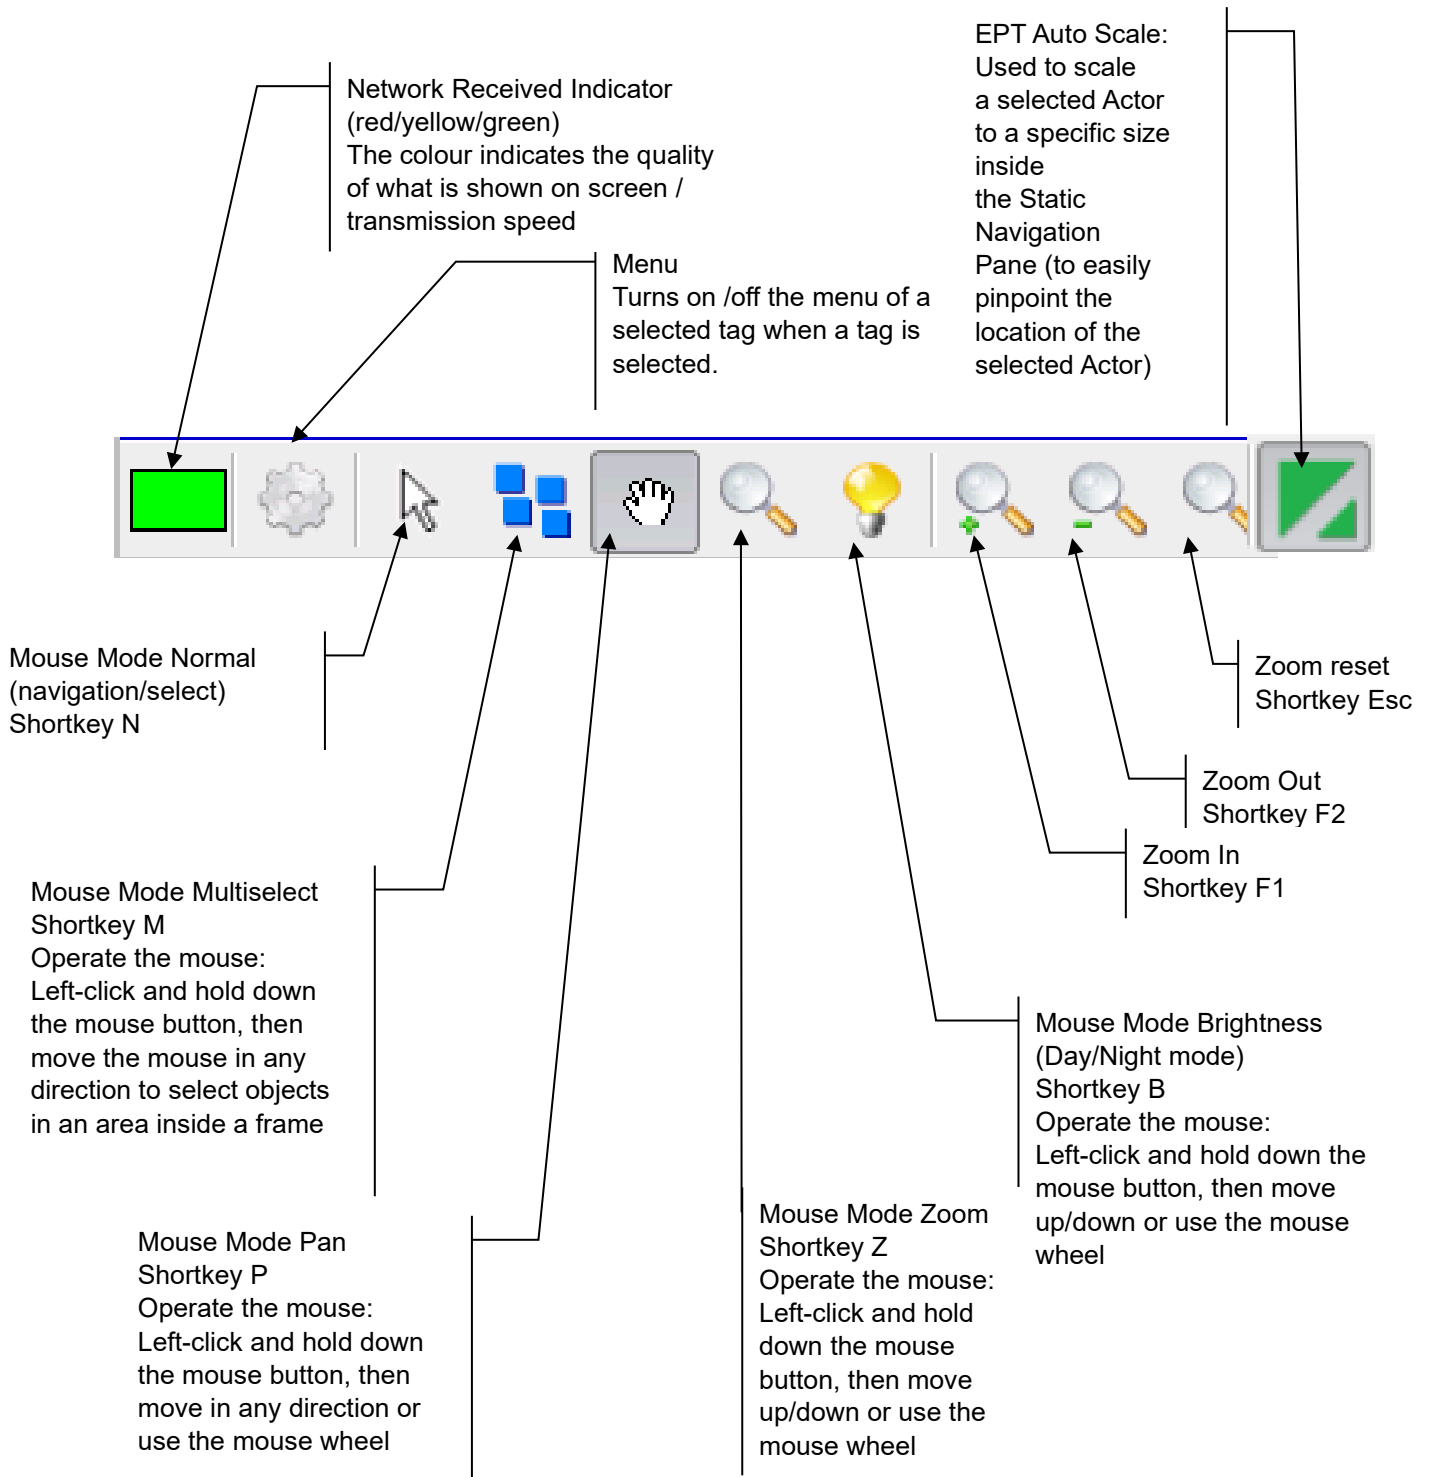 EPT Auto Scale:
Used to scale
a selected Actor
to a specific size
inside
the Static
Navigation
Pane (to easily
pinpoint the
location of the
selected Actor)
Network Received Indicator
(red/yellow/green)
The colour indicates the quality
of what is shown on screen /
transmission speed
Menu
Turns on /off the menu of a
selected tag when a tag is
selected.
Mouse Mode Normal
(navigation/select)
Shortkey N
Zoom reset
Shortkey Esc
Zoom Out
Shortkey F2
Zoom In
Shortkey F1
Mouse Mode Multiselect
Shortkey M
Operate the mouse:
Left-click and hold down
the mouse button, then
move the mouse in any
direction to select objects
in an area inside a frame
Mouse Mode Brightness
(Day/Night mode)
Shortkey B
Operate the mouse:
Left-click and hold down the
mouse button, then move
up/down or use the mouse
wheel
Mouse Mode Pan
Shortkey P
Operate the mouse:
Left-click and hold down
the mouse button, then
move in any direction or
use the mouse wheel
Mouse Mode Zoom
Shortkey Z
Operate the mouse:
Left-click and hold
down the mouse
button, then move
up/down or use the
mouse wheel